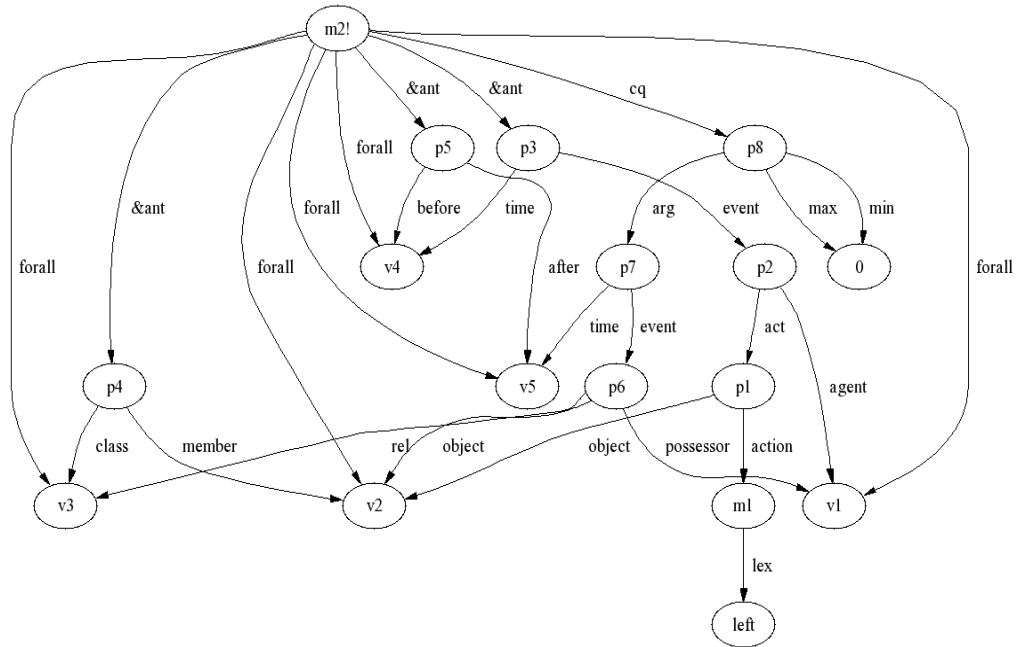 m2!
&ant &ant cq
forall p5 p3 p8
&ant forall before time arg event max min
forall forall v4 after p7 p2 0 forall
time event act
p4 v5 p6 p1 agent
class member rel object object possessor action
v3 v2 m1 v1
lex
left